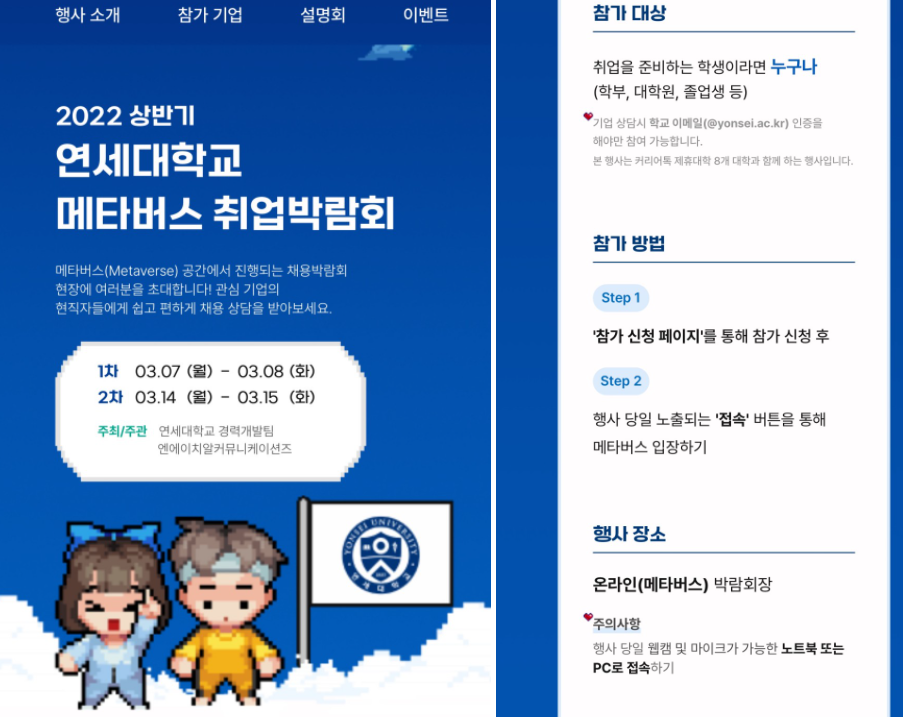 행사 소개 참가 기업 설명회 이벤트
2022 상반기
연세대학교
메타버스 취업박람회
메타버스(Metaverse) 공간에서 진행되는 채용박람회
현장에 여러분을 초대합니다! 관심 기업의
현직자들에게 쉽고 편하게 채용 상담을 받아보세요.
1차 03.07 (월) - 03.08 (화)
2차 03.14 (월) - 03.15 (화)
주최/주관 연세대학교 경력개발팀
엔에이치알커뮤니케이션즈
YONSEI UNIVERSITY
연세대학교
참가 대상
취업을 준비하는 학생이라면 누구나
(학부, 대학원, 졸업생 등)
기업 상담시 학교 이메일(@yonsei.ac.kr) 인증을
해야만 참여 가능합니다.
본 행사는 커리어톡 제휴대학 8개 대학과 함께 하는 행사입니다.
참가 방법
Step 1
'참가 신청 페이지'를 통해 참가 신청 후
Step 2
행사 당일 노출되는 '접속' 버튼을 통해
메타버스 입장하기
행사 장소
온라인(메타버스) 박람회장
주의사항
행사 당일 웹캠 및 마이크가 가능한 노트북 또는
PC로 접속하기